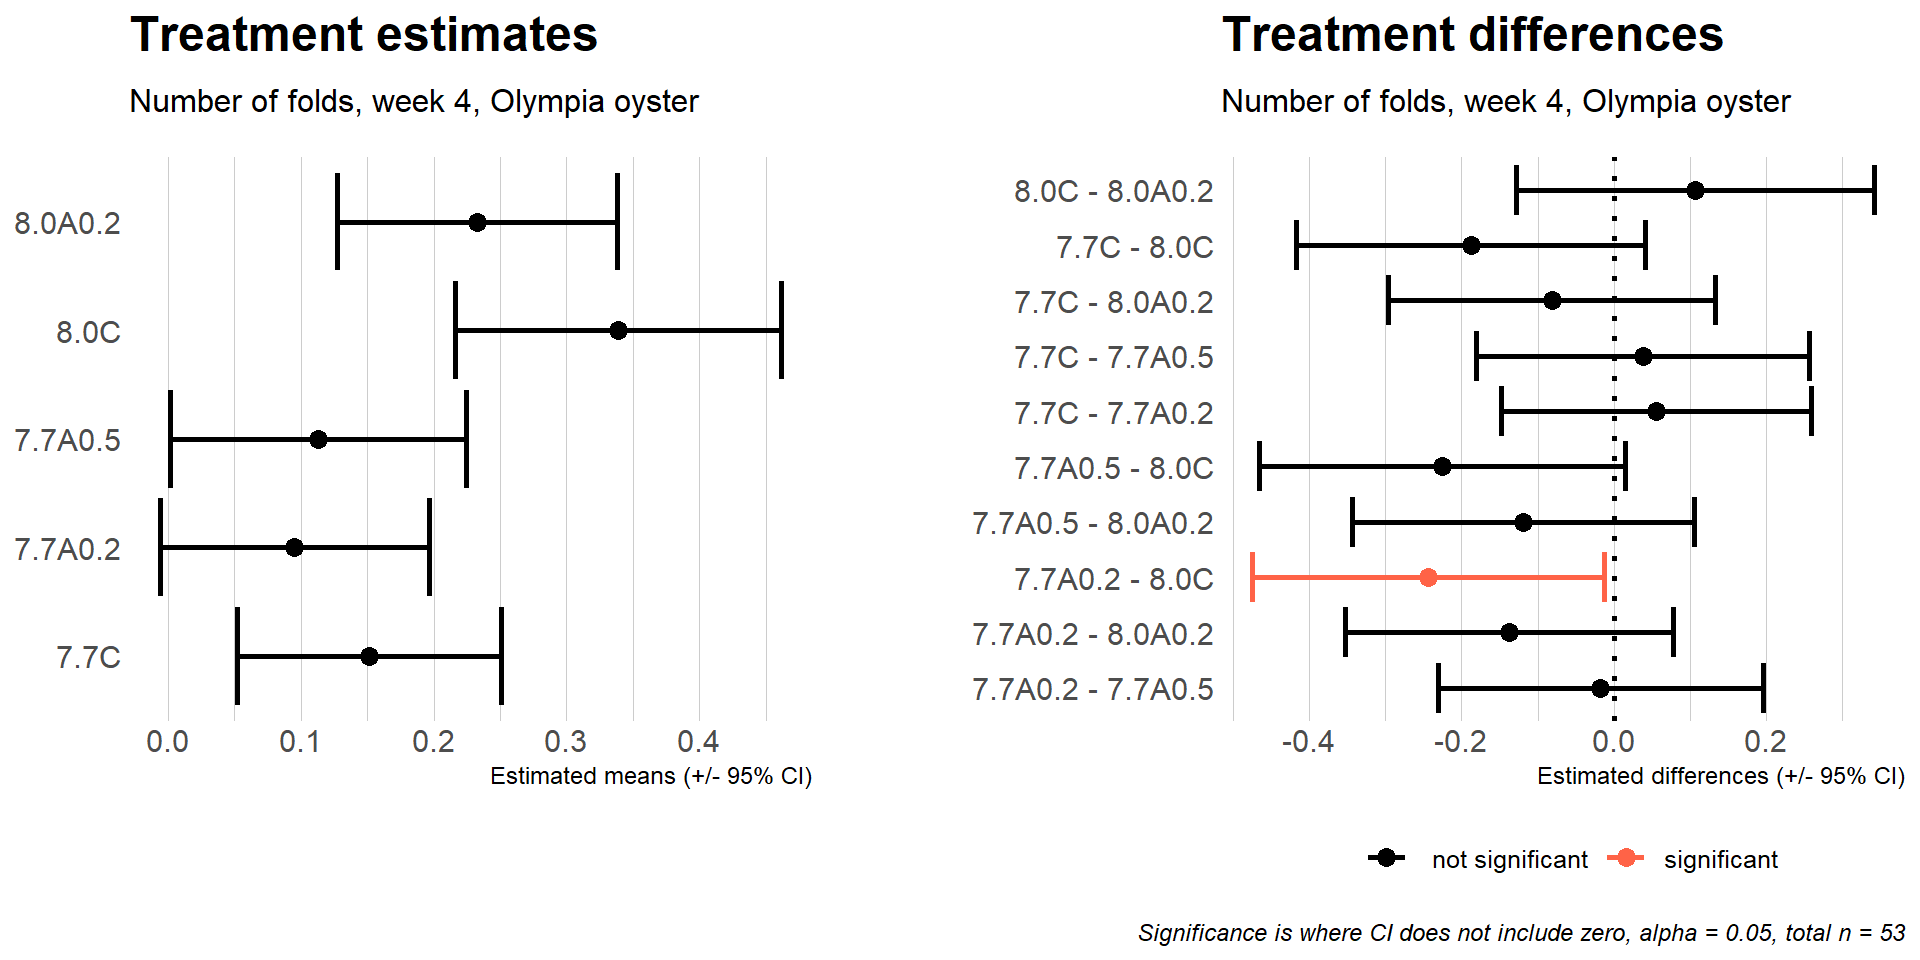 Treatment estimates
Number of folds, week 4, Olympia oyster
8.0A0.2
8.0C
7.7A0.5
7.7A0.2
7.7C
0.0 0.1 0.2 0.3 0.4
Estimated means (+/- 95% CI)
Treatment differences
Number of folds, week 4, Olympia oyster
8.0C - 8.0A0.2
7.7C - 8.0C
7.7C - 8.0A0.2
7.7C - 7.7A0.5
7.7C - 7.7A0.2
7.7A0.5 - 8.0C
7.7A0.5 - 8.0A0.2
7.7A0.2 - 8.0C
7.7A0.2 - 8.0A0.2
7.7A0.2 - 7.7A0.5
-0.4 -0.2 0.0 0.2
Estimated differences (+/- 95% CI)
not significant significant
Significance is where CI does not include zero, alpha = 0.05, total n = 53